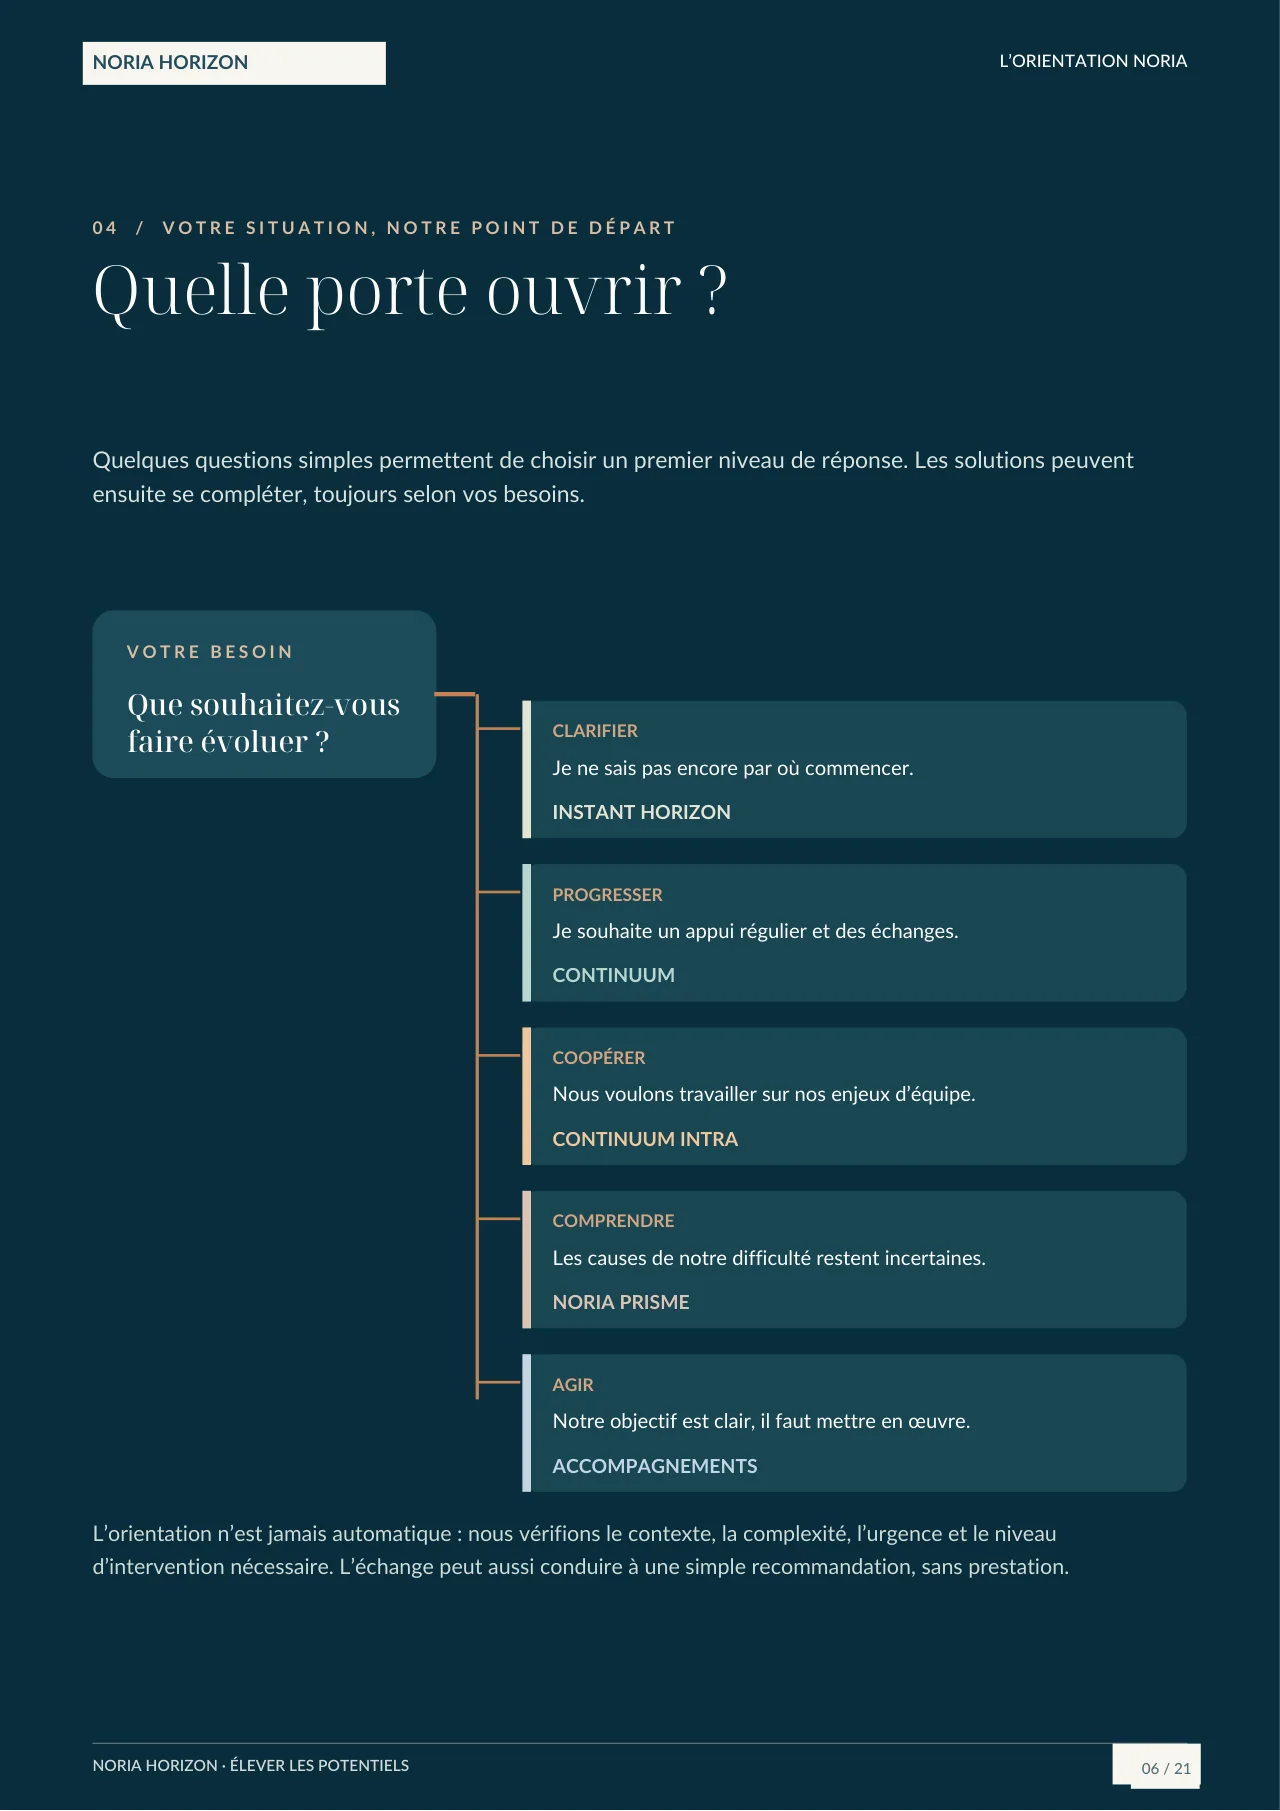 NORIA HORIZON
L’ORIENTATION NORIA
04 / VOTRE SITUATION, NOTRE POINT DE DÉPART
Quelle porte ouvrir ?
Quelques questions simples permettent de choisir un premier niveau de réponse. Les solutions peuvent
ensuite se compléter, toujours selon vos besoins.
VOTRE BESOIN
Que souhaitez-vous
faire évoluer ?
CLARIFIER
Je ne sais pas encore par où commencer.
INSTANT HORIZON
PROGRESSER
Je souhaite un appui régulier et des échanges.
CONTINUUM
COOPÉRER
Nous voulons travailler sur nos enjeux d’équipe.
CONTINUUM INTRA
COMPRENDRE
Les causes de notre difficulté restent incertaines.
NORIA PRISME
AGIR
Notre objectif est clair, il faut mettre en œuvre.
ACCOMPAGNEMENTS
L’orientation n’est jamais automatique : nous vérifions le contexte, la complexité, l’urgence et le niveau
d’intervention nécessaire. L’échange peut aussi conduire à une simple recommandation, sans prestation.
NORIA HORIZON · ÉLEVER LES POTENTIELS
06 / 21